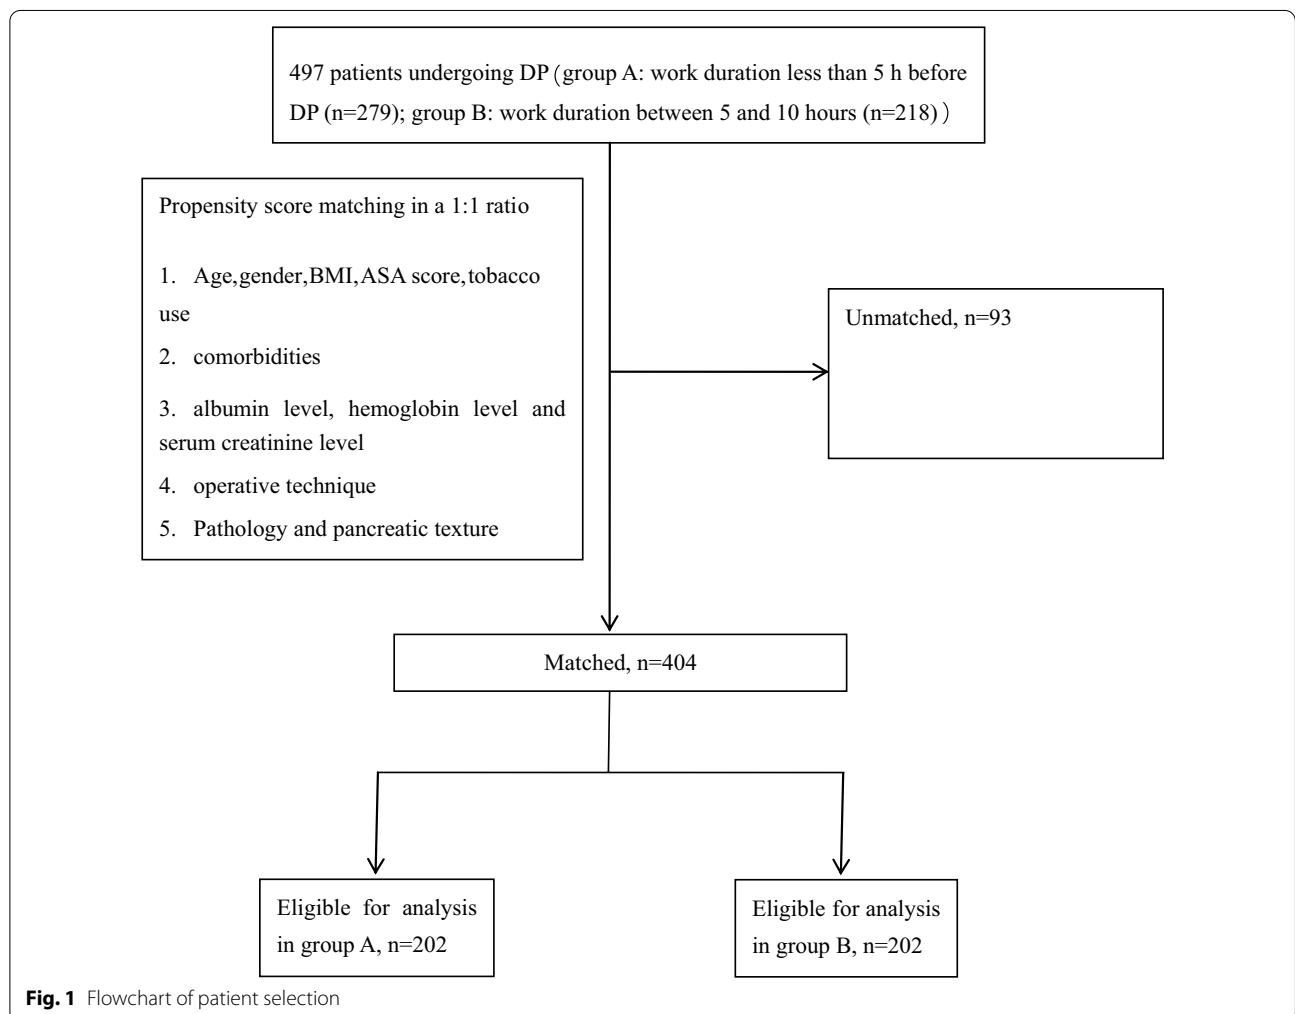 497 patients undergoing DP (group A: work duration less than 5 h before
DP (n=279); group B: work duration between 5 and 10 hours (n=218) )
Propensity score matching in a 1:1 ratio
1. Age,gender,BMI,ASA score,tobacco
use
2. comorbidities
3. albumin level, hemoglobin level and
serum creatinine level
4. operative technique
5. Pathology and pancreatic texture
Unmatched, n=93
Matched, n=404
Eligible for analysis
in group A, n=202
Eligible for analysis
in group B, n=202
Fig. 1 Flowchart of patient selection